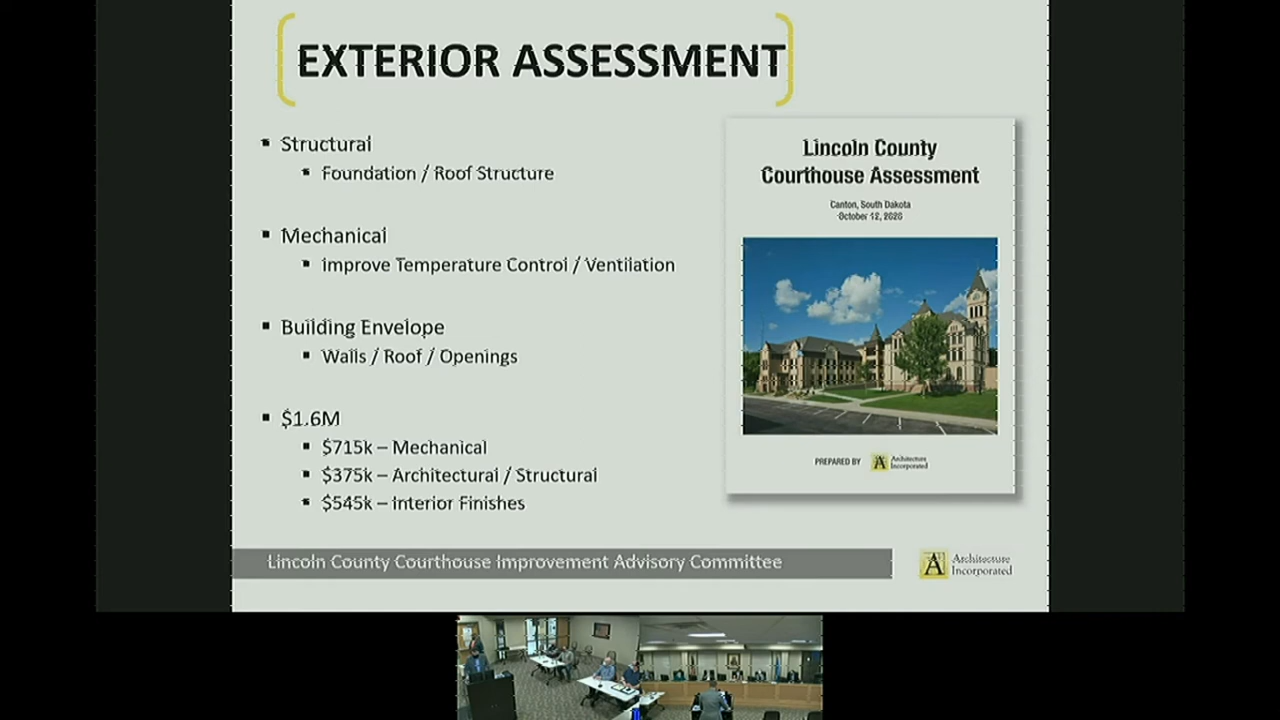 EXTERIOR ASSESSMENT
Structural
Foundation / Roof Structure
Mechanical
Improve Temperature Control / Ventilation
Building Envelope
Walls / Roof / Openings
$1.6M
$715k – Mechanical
$375k – Architectural / Structural
$545k – Interior Finishes
Lincoln County
Courthouse Assessment
Canton, South Dakota
October 12, 2020
PREPARED BY
A
Architecture
Incorporated
Lincoln County Courthouse Improvement Advisory Committee
A
Architecture
Incorporated